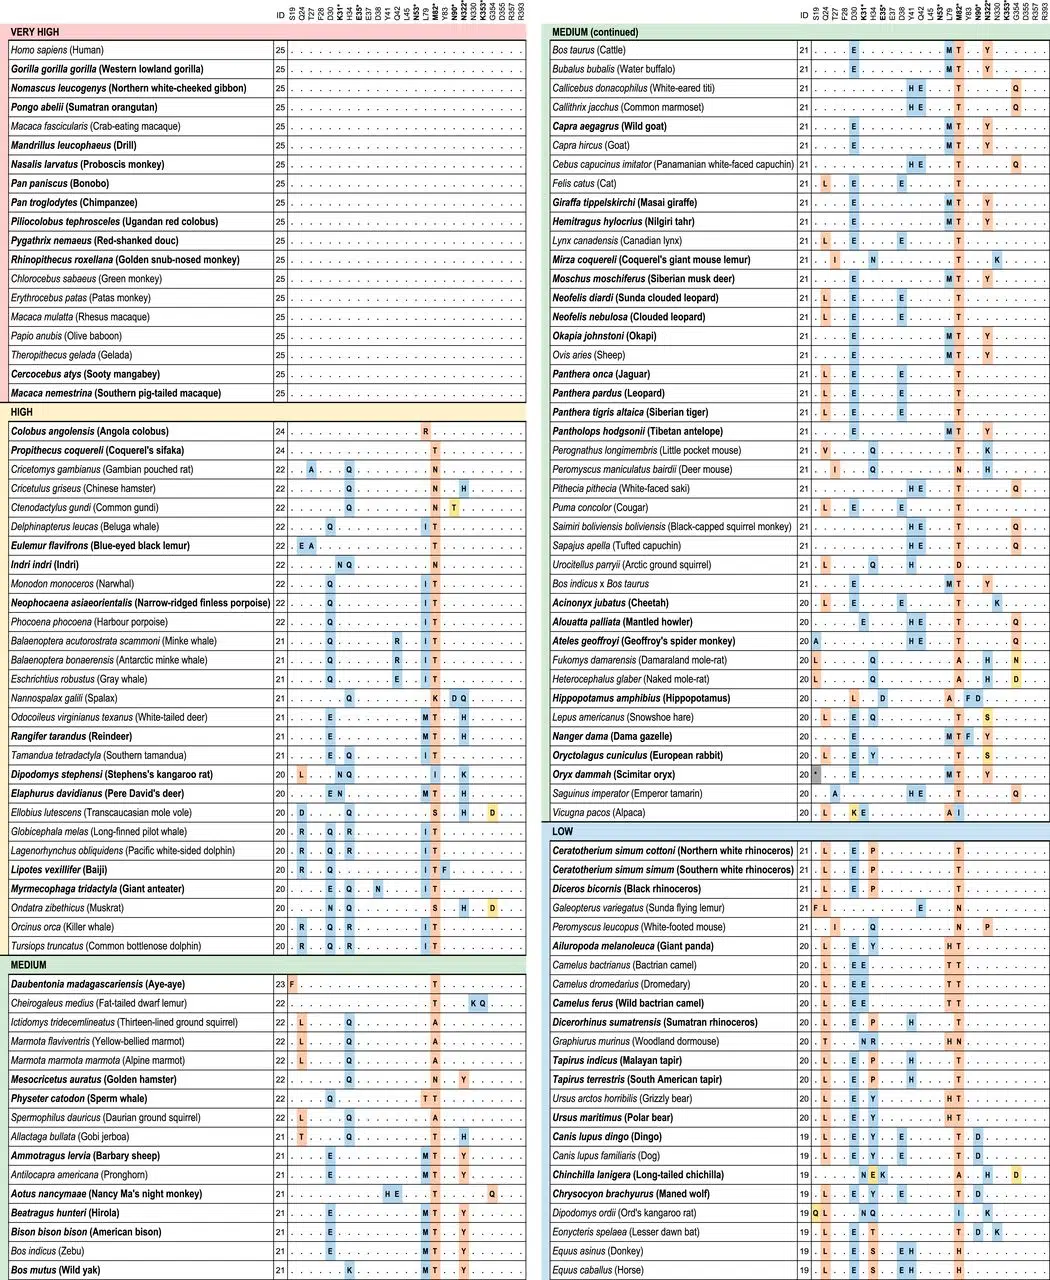 ID S19 Q24 T27 F28 D30 K31* H34 E35* E37 D38 Y41 Q42 L45 N53* L79 M82* Y83 N90* N322* N330 K353* G354 D355 R357 R393
VERY HIGH
Homo sapiens (Human) 25
Gorilla gorilla gorilla (Western lowland gorilla) 25
Nomascus leucogenys (Northern white-cheeked gibbon) 25
Pongo abelii (Sumatran orangutan) 25
Macaca fascicularis (Crab-eating macaque) 25
Mandrillus leucophaeus (Drill) 25
Nasalis larvatus (Proboscis monkey) 25
Pan paniscus (Bonobo) 25
Pan troglodytes (Chimpanzee) 25
Piliocolobus tephrosceles (Ugandan red colobus) 25
Pygathrix nemaeus (Red-shanked douc) 25
Rhinopithecus roxellana (Golden snub-nosed monkey) 25
Chlorocebus sabaeus (Green monkey) 25
Erythrocebus patas (Patas monkey) 25
Macaca mulatta (Rhesus macaque) 25
Papio anubis (Olive baboon) 25
Theropithecus gelada (Gelada) 25
Cercocebus atys (Sooty mangabey) 25
Macaca nemestrina (Southern pig-tailed macaque) 25
HIGH
Colobus angolensis (Angola colobus) 24 R
Propithecus coquereli (Coquerel's sifaka) 24 T
Cricetomys gambianus (Gambian pouched rat) 22 A Q N
Cricetulus griseus (Chinese hamster) 22 Q N H
Ctenodactylus gundi (Common gundi) 22 Q N T
Delphinapterus leucas (Beluga whale) 22 Q I T
Eulemur flavifrons (Blue-eyed black lemur) 22 E A T
Indri indri (Indri) 22 N Q N
Monodon monoceros (Narwhal) 22 Q I T
Neophocaena asiaeorientalis (Narrow-ridged finless porpoise) 22 Q I T
Phocoena phocoena (Harbour porpoise) 22 Q I T
Balaenoptera acutorostrata scammoni (Minke whale) 21 Q R I T
Balaenoptera bonaerensis (Antarctic minke whale) 21 Q R I T
Eschrichtius robustus (Gray whale) 21 Q E I T
Nannospalax galili (Spalax) 21 Q K D Q
Odocoileus virginianus texanus (White-tailed deer) 21 E M T H
Rangifer tarandus (Reindeer) 21 E M T H
Tamandua tetradactyla (Southern tamandua) 21 E Q I T
Dipodomys stephensi (Stephens's kangaroo rat) 20 L N Q I K
Elaphurus davidianus (Pere David's deer) 20 E N M T H
Ellobius lutescens (Transcaucasian mole vole) 20 D Q S H D
Globicephala melas (Long-finned pilot whale) 20 R Q R I T
Lagenorhynchus obliquidens (Pacific white-sided dolphin) 20 R Q R I T
Lipotes vexillifer (Baiji) 20 R Q I T F
Myrmecophaga tridactyla (Giant anteater) 20 E Q N I T
Ondatra zibethicus (Muskrat) 20 N Q S H D
Orcinus orca (Killer whale) 20 R Q R I T
Tursiops truncatus (Common bottlenose dolphin) 20 R Q R I T
MEDIUM
Daubentonia madagascariensis (Aye-aye) 23 F T
Cheirogaleus medius (Fat-tailed dwarf lemur) 22 T K Q
Ictidomys tridecemlineatus (Thirteen-lined ground squirrel) 22 L Q A
Marmota flaviventris (Yellow-bellied marmot) 22 L Q A
Marmota marmota marmota (Alpine marmot) 22 L Q A
Mesocricetus auratus (Golden hamster) 22 Q N Y
Physeter catodon (Sperm whale) 22 Q T T
Spermophilus dauricus (Daurian ground squirrel) 22 L Q A
Allactaga bullata (Gobi jerboa) 21 T Q T H
Ammotragus lervia (Barbary sheep) 21 E M T Y
Antilocapra americana (Pronghorn) 21 E M T Y
Aotus nancymaae (Nancy Ma's night monkey) 21 H E T Q
Beatragus hunteri (Hirola) 21 E M T Y
Bison bison bison (American bison) 21 E M T Y
Bos indicus (Zebu) 21 E M T Y
Bos mutus (Wild yak) 21 K M T Y
ID S19 Q24 T27 F28 D30 K31* H34 E35* E37 D38 Y41 Q42 L45 N53* L79 M82* Y83 N90* N322* N330 K353* G354 D355 R357 R393
MEDIUM (continued)
Bos taurus (Cattle) 21 E M T Y
Bubalus bubalis (Water buffalo) 21 E M T Y
Callicebus donacophilus (White-eared titi) 21 H E T Q
Callithrix jacchus (Common marmoset) 21 H E T Q
Capra aegagrus (Wild goat) 21 E M T Y
Capra hircus (Goat) 21 E M T Y
Cebus capucinus imitator (Panamanian white-faced capuchin) 21 H E T Q
Felis catus (Cat) 21 L E E T
Giraffa tippelskirchi (Masai giraffe) 21 E M T Y
Hemitragus hylocrius (Nilgiri tahr) 21 E M T Y
Lynx canadensis (Canadian lynx) 21 L E E T
Mirza coquereli (Coquerel's giant mouse lemur) 21 I N T K
Moschus moschiferus (Siberian musk deer) 21 E M T Y
Neofelis diardi (Sunda clouded leopard) 21 L E E T
Neofelis nebulosa (Clouded leopard) 21 L E E T
Okapia johnstoni (Okapi) 21 E M T Y
Ovis aries (Sheep) 21 E M T Y
Panthera onca (Jaguar) 21 L E E T
Panthera pardus (Leopard) 21 L E E T
Panthera tigris altaica (Siberian tiger) 21 L E E T
Pantholops hodgsonii (Tibetan antelope) 21 E M T Y
Perognathus longimembris (Little pocket mouse) 21 V Q T K
Peromyscus maniculatus bairdii (Deer mouse) 21 I Q N H
Pithecia pithecia (White-faced saki) 21 H E T Q
Puma concolor (Cougar) 21 L E E T
Saimiri boliviensis boliviensis (Black-capped squirrel monkey) 21 H E T Q
Sapajus apella (Tufted capuchin) 21 H E T Q
Urocitellus parryii (Arctic ground squirrel) 21 L Q H D
Bos indicus x Bos taurus 20 E M T Y
Acinonyx jubatus (Cheetah) 20 L E E T K
Alouatta palliata (Mantled howler) 20 E H E T Q
Ateles geoffroyi (Geoffroy's spider monkey) 20 A H E T Q
Fukomys damarensis (Damaraland mole-rat) 20 L Q A H N
Heterocephalus glaber (Naked mole-rat) 20 L Q A H D
Hippopotamus amphibius (Hippopotamus) 20 L D A F D
Lepus americanus (Snowshoe hare) 20 L E Q T S
Nanger dama (Dama gazelle) 20 E M T F Y
Oryctolagus cuniculus (European rabbit) 20 L E Y T S
Oryx dammah (Scimitar oryx) 20 * E M T Y
Saguinus imperator (Emperor tamarin) 20 A H E T Q
Vicugna pacos (Alpaca) 20 L K E A I
LOW
Ceratotherium simum cottoni (Northern white rhinoceros) 21 L E P T
Ceratotherium simum simum (Southern white rhinoceros) 21 L E P T
Diceros bicornis (Black rhinoceros) 21 L E P T
Galeopterus variegatus (Sunda flying lemur) 21 F L E N
Peromyscus leucopus (White-footed mouse) 21 I Q N P
Ailuropoda melanoleuca (Giant panda) 20 L E Y H T
Camelus bactrianus (Bactrian camel) 20 L E E T T
Camelus dromedarius (Dromedary) 20 L E E T T
Camelus ferus (Wild bactrian camel) 20 L E E T T
Dicerorhinus sumatrensis (Sumatran rhinoceros) 20 L E P H T
Graphiurus murinus (Woodland dormouse) 20 T N R H N
Tapirus indicus (Malayan tapir) 20 L E P H T
Tapirus terrestris (South American tapir) 20 L E P H T
Ursus arctos horribilis (Grizzly bear) 20 L E Y H T
Ursus maritimus (Polar bear) 20 L E Y H T
Canis lupus dingo (Dingo) 19 L E Y E T D
Canis lupus familiaris (Dog) 19 L E Y E T D
Chinchilla lanigera (Long-tailed chichilla) 19 N E K A H D
Chrysocyon brachyurus (Maned wolf) 19 L E Y E T D
Dipodomys ordii (Ord's kangaroo rat) 19 Q L N Q I K
Eonycteris spelaea (Lesser dawn bat) 19 L E T T D K
Equus asinus (Donkey) 19 L E S E H H
Equus caballus (Horse) 19 L E S E H H